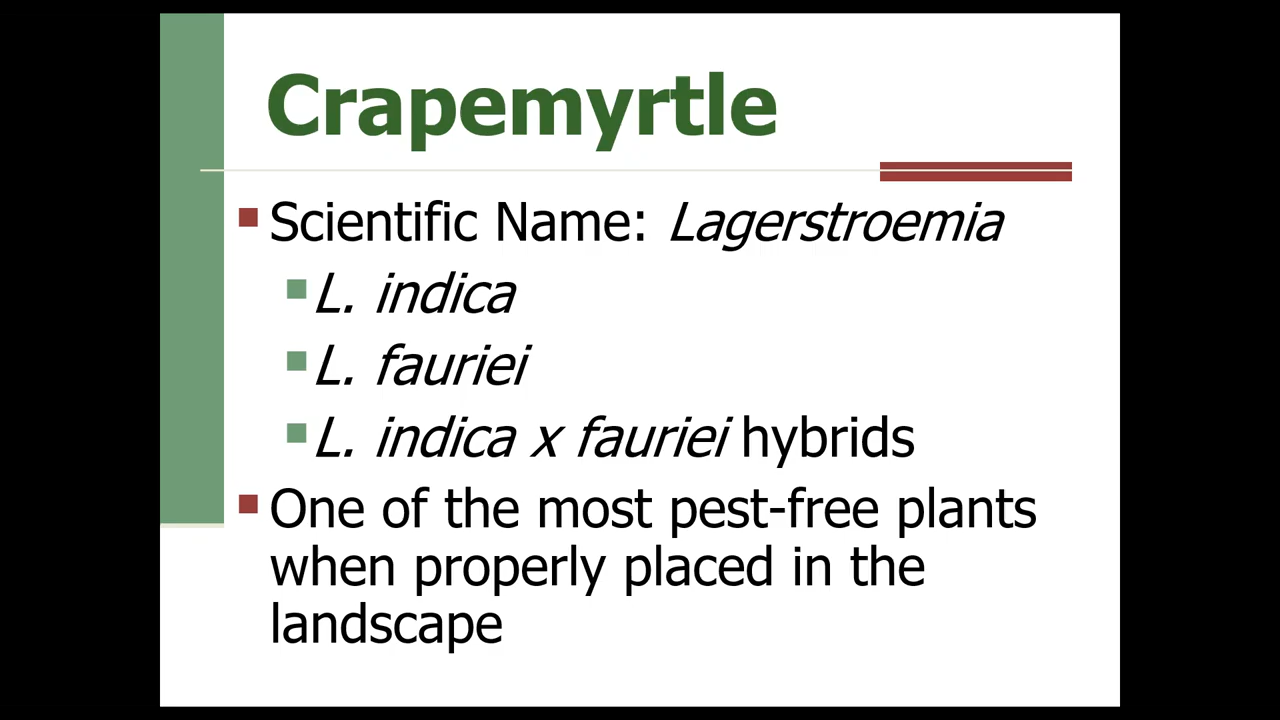 Crapemyrtle
Scientific Name: Lagerstroemia
L. indica
L. fauriei
L. indica x fauriei hybrids
One of the most pest-free plants
when properly placed in the
landscape